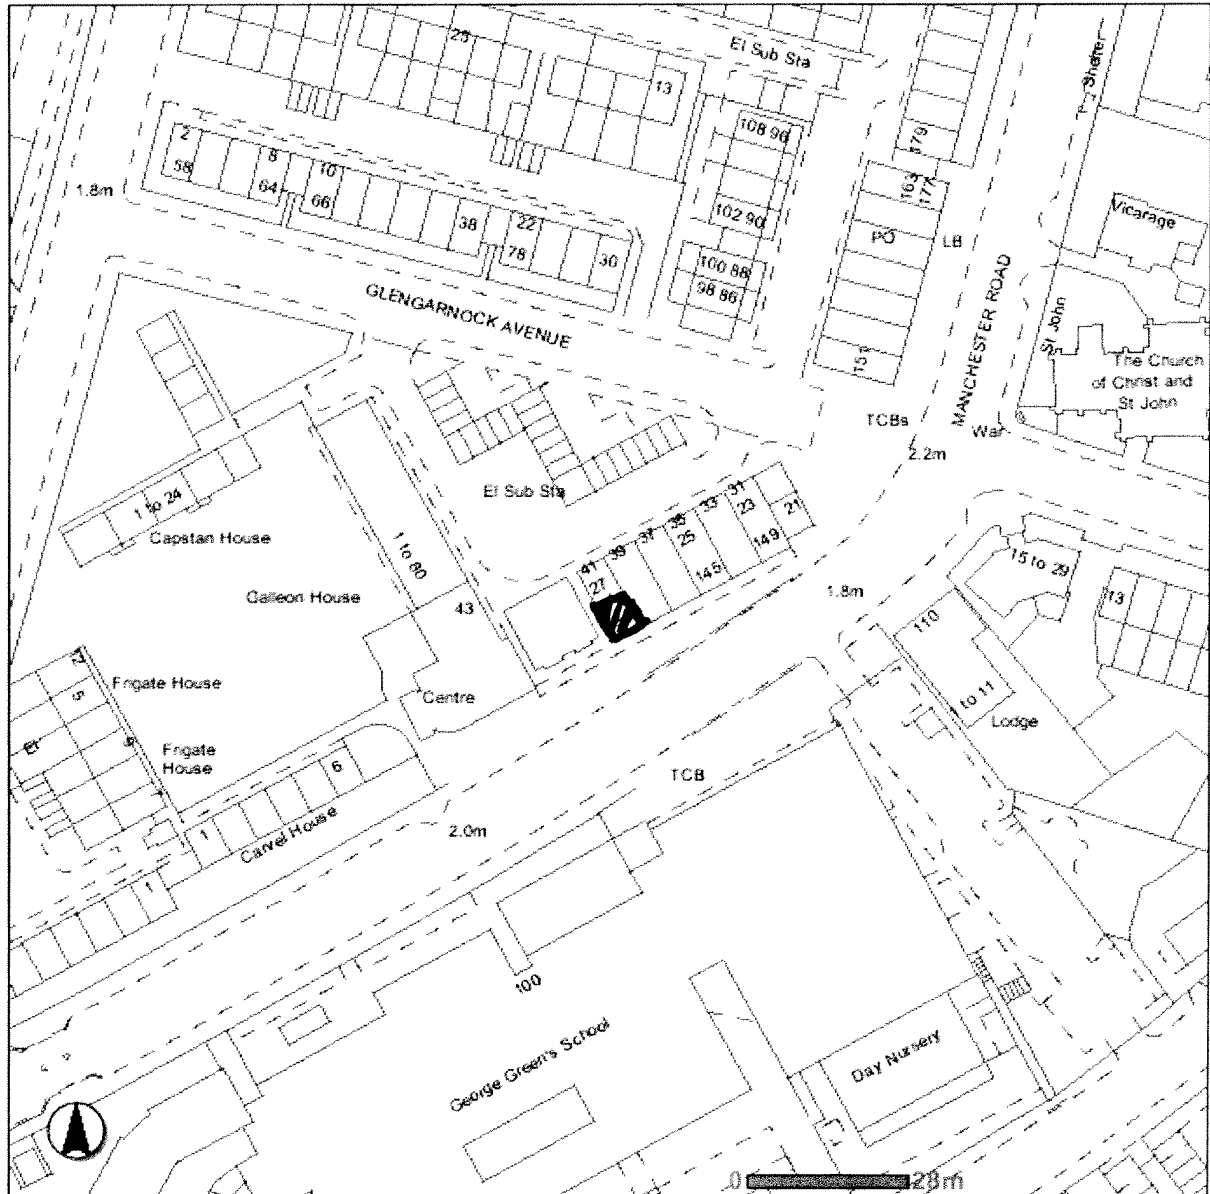 El Sub Sta
13
108 96
179
Shelter
2
8
10
58
64
66
38
22
78
30
1.8m
102 90
163
177
PO
LB
Vicarage
100 88
98 86
GLENGARNOCK AVENUE
MANCHESTER ROAD
St John
151
The Church
of Christ and
St John
TCBs
War
2.2m
El Sub Sta
1 to 24
Capstan House
1 to 80
Galleon House
43
41
39
37
35
33
31
27
25
23
21
145
149
15 to 29
1.8m
13
110
1 to 11
Lodge
12
5
Frigate House
Centre
Frigate
House
6
1
Carvel House
TCB
2.0m
1
100
George Green's School
Day Nursery
0
28m